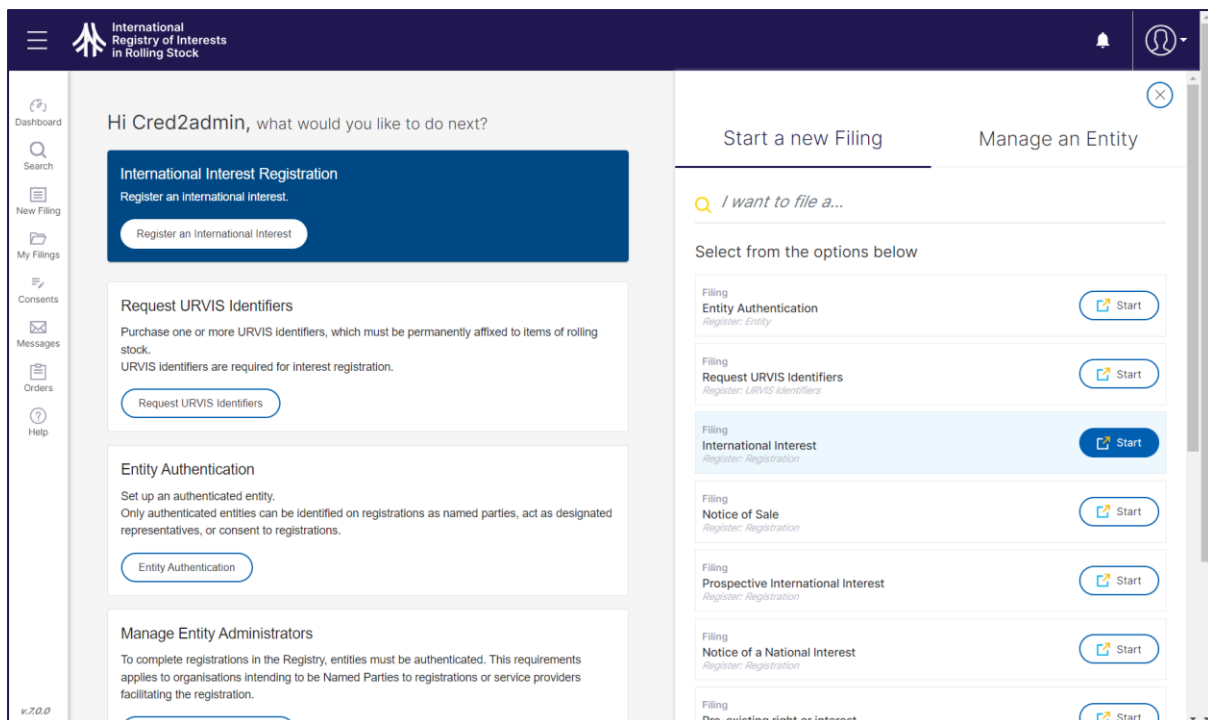 International
Registry of Interests
in Rolling Stock
Dashboard
Search
New Filing
My Filings
Consents
Messages
Orders
Help
v.7.0.0
Hi Cred2admin, what would you like to do next?
International Interest Registration
Register an international interest.
Register an International Interest
Request URVIS Identifiers
Purchase one or more URVIS identifiers, which must be permanently affixed to items of rolling
stock.
URVIS identifiers are required for interest registration.
Request URVIS Identifiers
Entity Authentication
Set up an authenticated entity.
Only authenticated entities can be identified on registrations as named parties, act as designated
representatives, or consent to registrations.
Entity Authentication
Manage Entity Administrators
To complete registrations in the Registry, entities must be authenticated. This requirements
applies to organisations intending to be Named Parties to registrations or service providers
facilitating the registration.
Start a new Filing
Manage an Entity
I want to file a...
Select from the options below
Filing
Entity Authentication
Register: Entity
Start
Filing
Request URVIS Identifiers
Register: URVIS Identifiers
Start
Filing
International Interest
Register: Registration
Start
Filing
Notice of Sale
Register: Registration
Start
Filing
Prospective International Interest
Register: Registration
Start
Filing
Notice of a National Interest
Register: Registration
Start
Filing
Pre-existing right or interest
Start